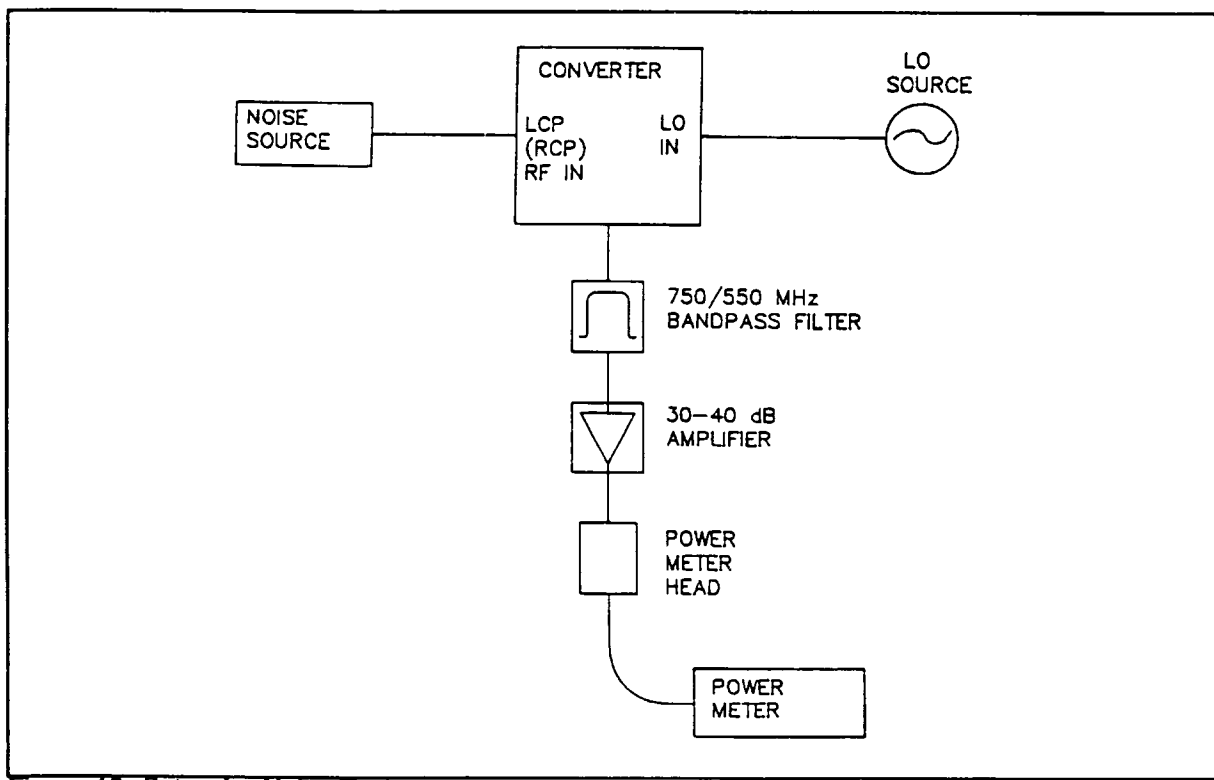 CONVERTER
LO
SOURCE
NOISE
SOURCE
LCP
(RCP)
RF IN
LO
IN
750/550 MHz
BANDPASS FILTER
30-40 dB
AMPLIFIER
POWER
METER
HEAD
POWER
METER